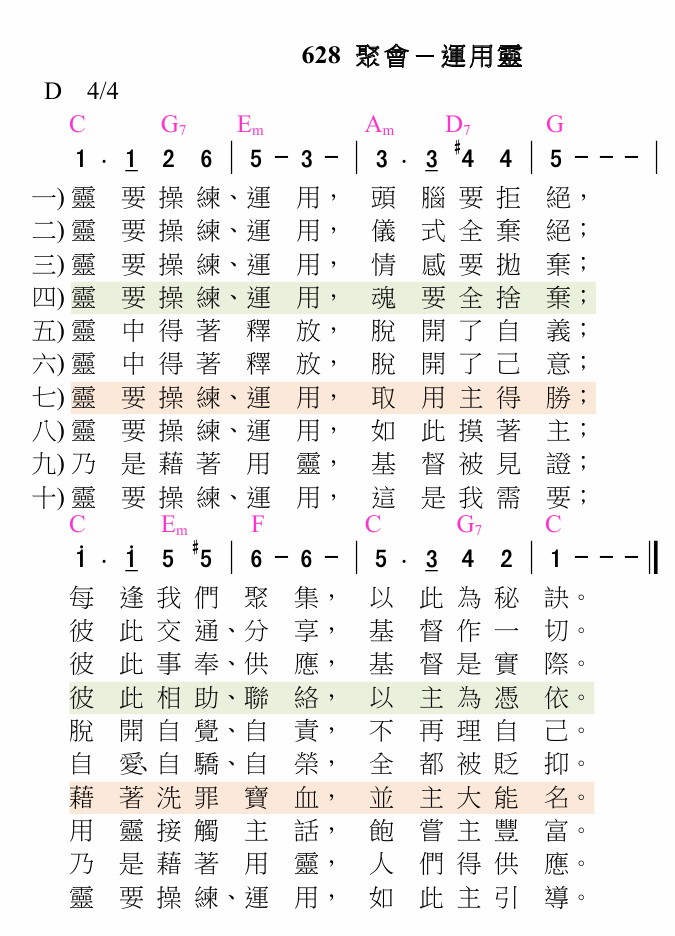 628 聚會－運用靈
D 4/4
C G7 Em Am D7 G
1 . 1 2 6 | 5 － 3 － | 3 . 3 #4 4 | 5 － － － |
一) 靈要操練、運用，頭腦要拒絕，
二) 靈要操練、運用，儀式全棄絕；
三) 靈要操練、運用，情感要拋棄；
四) 靈要操練、運用，魂要全捨棄；
五) 靈中得著釋放，脫開了自義；
六) 靈中得著釋放，脫開了己意；
七) 靈要操練、運用，取用主得勝；
八) 靈要操練、運用，如此摸著主；
九) 乃是藉著用靈，基督被見證；
十) 靈要操練、運用，這是我需要；
C Em F C G7 C
1 . 1 5 #5 | 6 － 6 － | 5 . 3 4 2 | 1 － － － ‖
每逢我們聚集，以此為秘訣。
彼此交通、分享，基督作一切。
彼此事奉、供應，基督是實際。
彼此相助、聯絡，以主為憑依。
脫開自覺、自責，不再理自己。
自愛、自驕、自榮，全都被貶抑。
藉著洗罪寶血，並主大能名。
用靈接觸主話，飽嘗主豐富。
乃是藉著用靈，人們得供應。
靈要操練、運用，如此主引導。